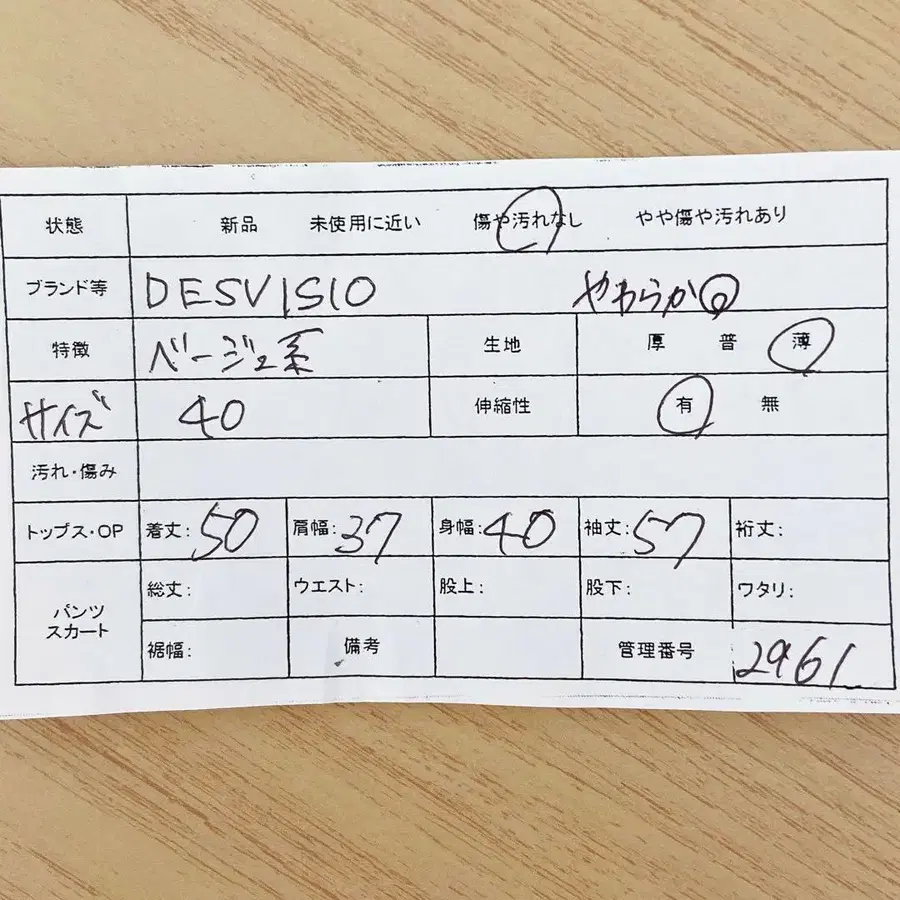 状態 新品 未使用に近い 傷や汚れなし やや傷や汚れあり
ブランド等 DESVISIO やわらか◎
特徴 ベージュ系 生地 厚 普 薄
サイズ 40 伸縮性 有 無
汚れ・傷み
トップス・OP 着丈: 50 肩幅: 37 身幅: 40 袖丈: 57 裄丈:
パンツ
スカート
総丈: ウエスト: 股上: 股下: ワタリ:
裾幅: 備考 管理番号 2961